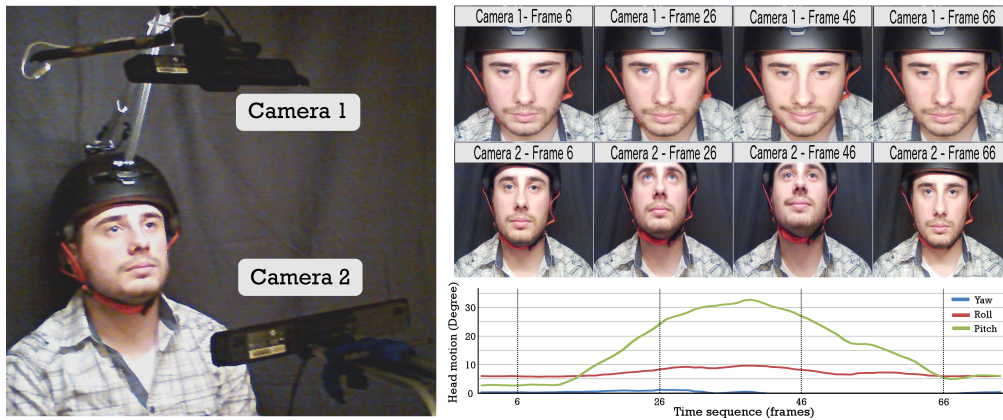 Camera 1
Camera 2
Camera 1- Frame 6
Camera 1 - Frame 26
Camera 1 - Frame 46
Camera 1 - Frame 66
Camera 2 - Frame 6
Camera 2 - Frame 26
Camera 2 - Frame 46
Camera 2 - Frame 66
Head motion (Degree)
30
20
10
0
Yaw
Roll
Pitch
6
26
46
66
Time sequence (frames)